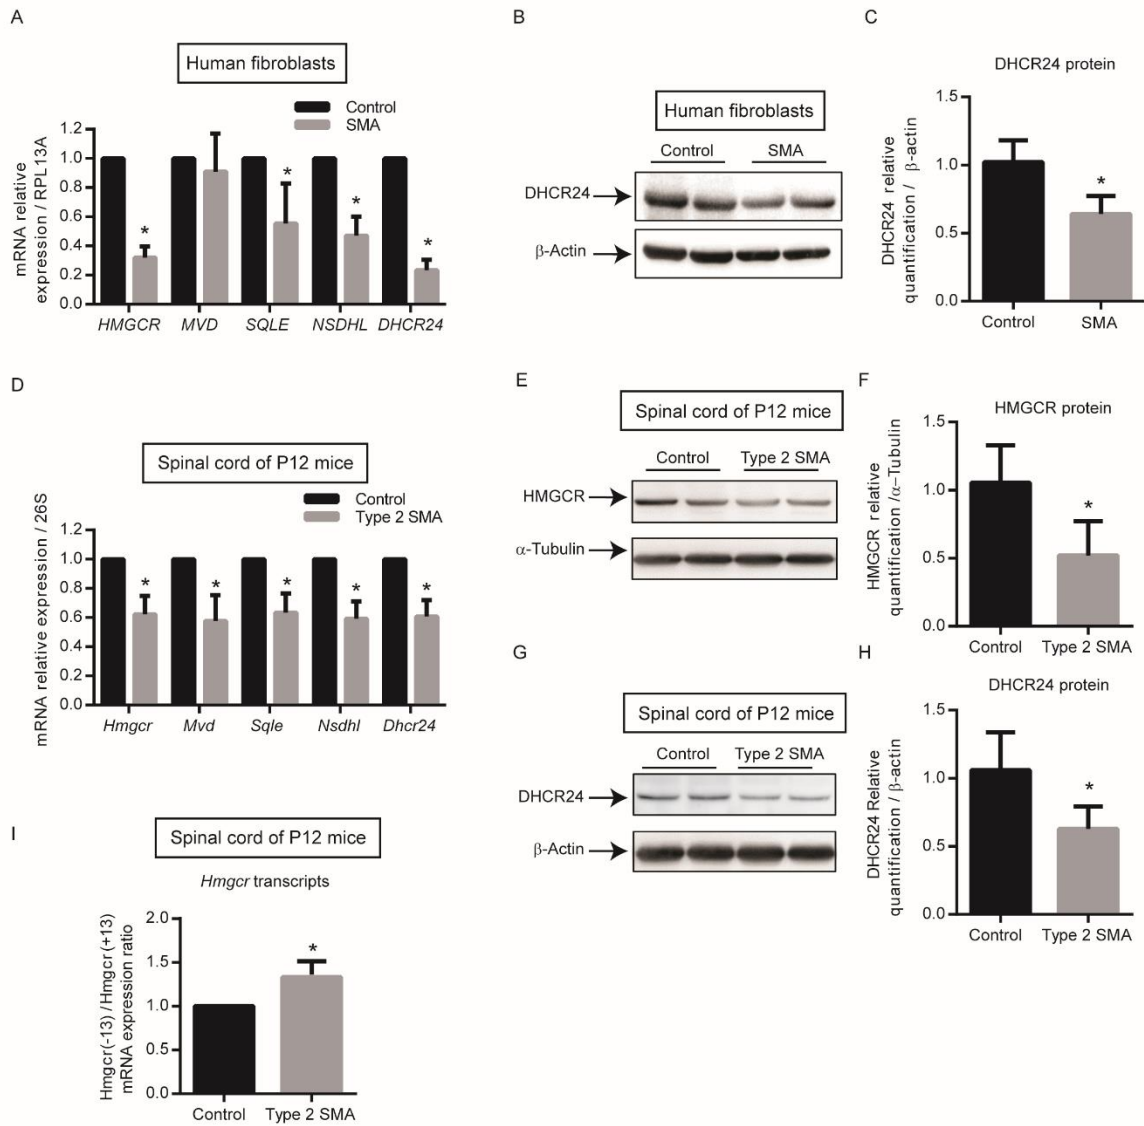 A
Human fibroblasts
Control
SMA
mRNA relative
expression / RPL13A
1.2
1.0
0.8
0.6
0.4
0.2
0.0
*
*
*
*
HMGCR MVD SQLE NSDHL DHCR24
B
Human fibroblasts
Control SMA
DHCR24
β-Actin
C
DHCR24 protein
DHCR24 relative
quantification / β-actin
1.5
1.0
0.5
0.0
*
Control SMA
D
Spinal cord of P12 mice
Control
Type 2 SMA
mRNA relative expression / 26S
1.2
1.0
0.8
0.6
0.4
0.2
0.0
* * * * *
Hmgcr Mvd Sqle Nsdhl Dhcr24
E
Spinal cord of P12 mice
Control Type 2 SMA
HMGCR
α-Tubulin
F
HMGCR protein
HMGCR relative
quantification /α–Tubulin
1.5
1.0
0.5
0.0
*
Control Type 2 SMA
G
Spinal cord of P12 mice
Control Type 2 SMA
DHCR24
β-Actin
H
DHCR24 protein
DHCR24 Relative
quantification / β-actin
1.5
1.0
0.5
0.0
*
Control Type 2 SMA
I
Spinal cord of P12 mice
Hmgcr transcripts
Hmgcr(-13)/Hmgcr(+13)
mRNA expression ratio
2.0
1.5
1.0
0.5
0.0
*
Control Type 2 SMA